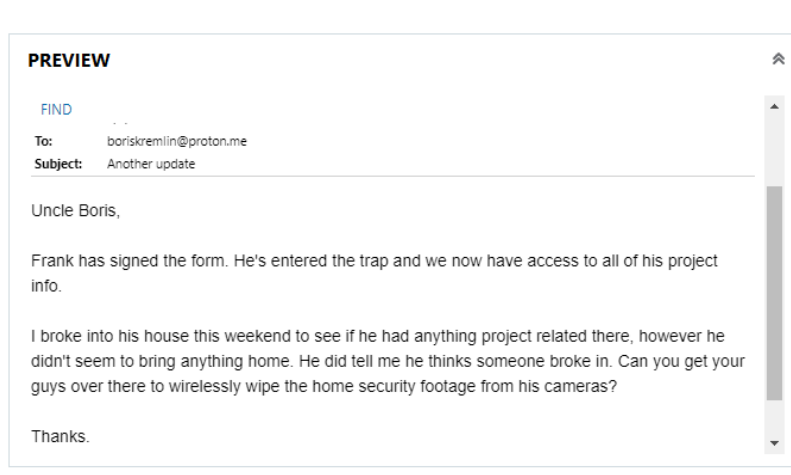 PREVIEW
FIND
To: boriskremlin@proton.me
Subject: Another update
Uncle Boris,
Frank has signed the form. He's entered the trap and we now have access to all of his project
info.
I broke into his house this weekend to see if he had anything project related there, however he
didn't seem to bring anything home. He did tell me he thinks someone broke in. Can you get your
guys over there to wirelessly wipe the home security footage from his cameras?
Thanks.